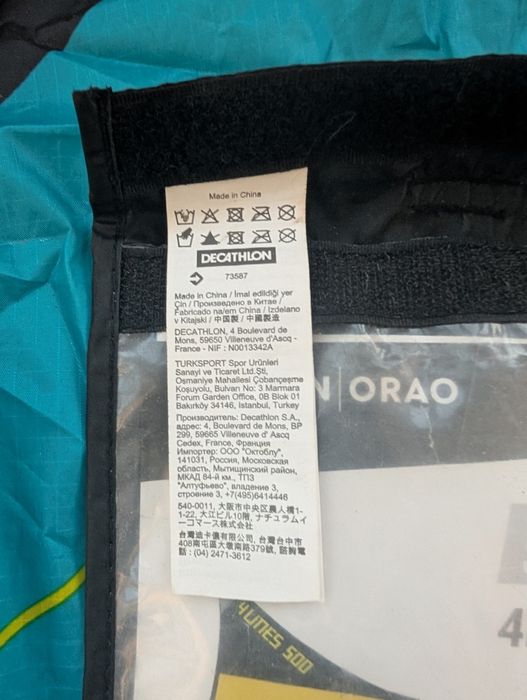 Made in China
DECATHLON
73587
Made in China / İmal edildiği yer
Çin / Произведено в Китае /
Fabricado na/em China / Izdelano
v Kitajski / 中国製 / 中國製造
DECATHLON, 4 Boulevard de
Mons, 59650 Villeneuve d'Ascq -
France - NIF : N0013342A
TURKSPORT Spor Ürünleri
Sanayi ve Ticaret Ltd.Şti,
Osmaniye Mahallesi Çobançeşme
Koşuyolu, Bulvarı No: 3 Marmara
Forum Garden Office, 0B Blok 01
Bakırköy 34146, Istanbul, Turkey
Производитель: Decathlon S.A.,
адрес: 4, Boulevard de Mons, BP
299, 59665 Villeneuve d' Ascq
Cedex, France, Франция
Импортер: ООО "Октоблу",
141031, Россия, Московская
область, Мытищинский район,
МКАД 84-й км., ТПЗ
"Алтуфьево", владение 3,
строение 3, +7(495)6414446
540-0011, 大阪市中央区農人橋1-
1-22, 大江ビル10階, ナチュラムイ
ーコマース株式会社
台灣迪卡儂有限公司, 台灣台中市
408南屯區大墩南路379號, 諮詢電
話 : (04) 2471-3612
N | ORAO
4LINES 500
4